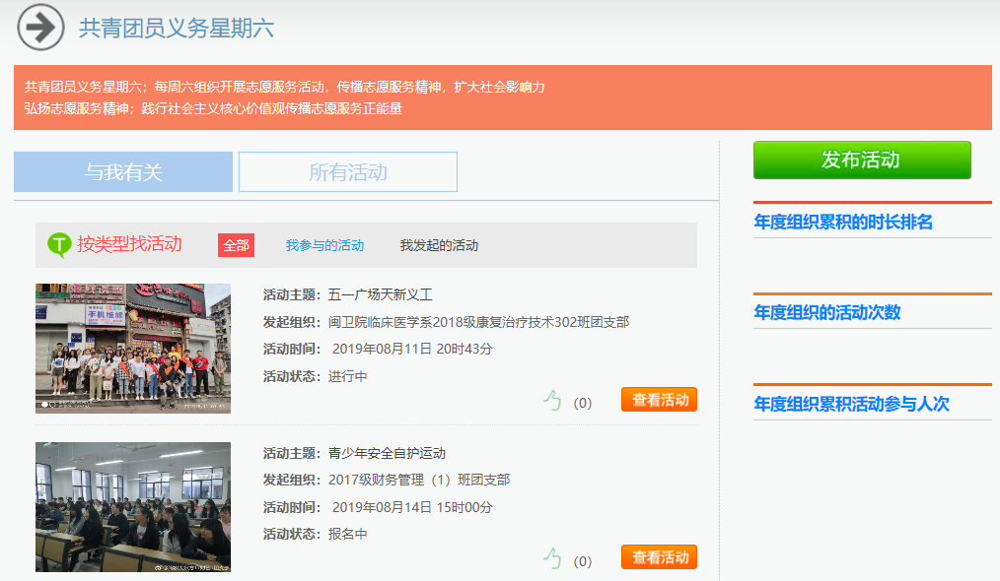 共青团员义务星期六
共青团员义务星期六；每周六组织开展志愿服务活动，传播志愿服务精神，扩大社会影响力
弘扬志愿服务精神；践行社会主义核心价值观传播志愿服务正能量
与我有关
所有活动
发布活动
T 按类型找活动
全部
我参与的活动
我发起的活动
手机维修
活动主题：五一广场天新义工
发起组织：闽卫院临床医学系2018级康复治疗技术302班团支部
活动时间： 2019年08月11日 20时43分
活动状态：进行中
(0)
查看活动
活动主题：青少年安全自护运动
发起组织：2017级财务管理（1）班团支部
活动时间： 2019年08月14日 15时00分
活动状态：报名中
(0)
查看活动
年度组织累积的时长排名
年度组织的活动次数
年度组织累积活动参与人次